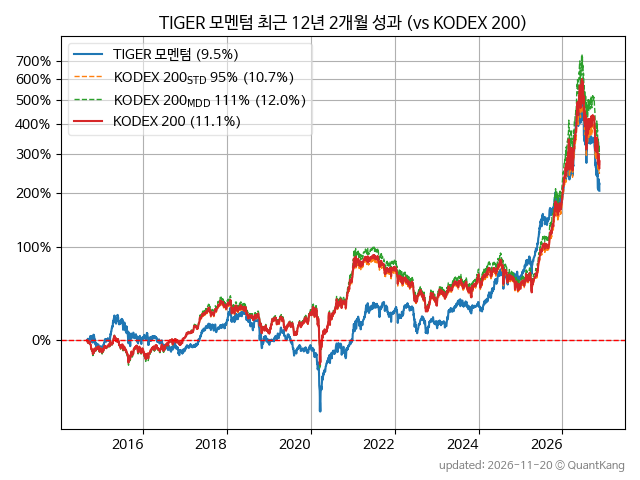 TIGER 모멘텀 최근 12년 2개월 성과 (vs KODEX 200)
TIGER 모멘텀 (9.5%)
KODEX 200STD 95% (10.7%)
KODEX 200MDD 111% (12.0%)
KODEX 200 (11.1%)
700%
600%
500%
400%
300%
200%
100%
0%
2016
2018
2020
2022
2024
2026
updated: 2026-11-20 © QuantKang